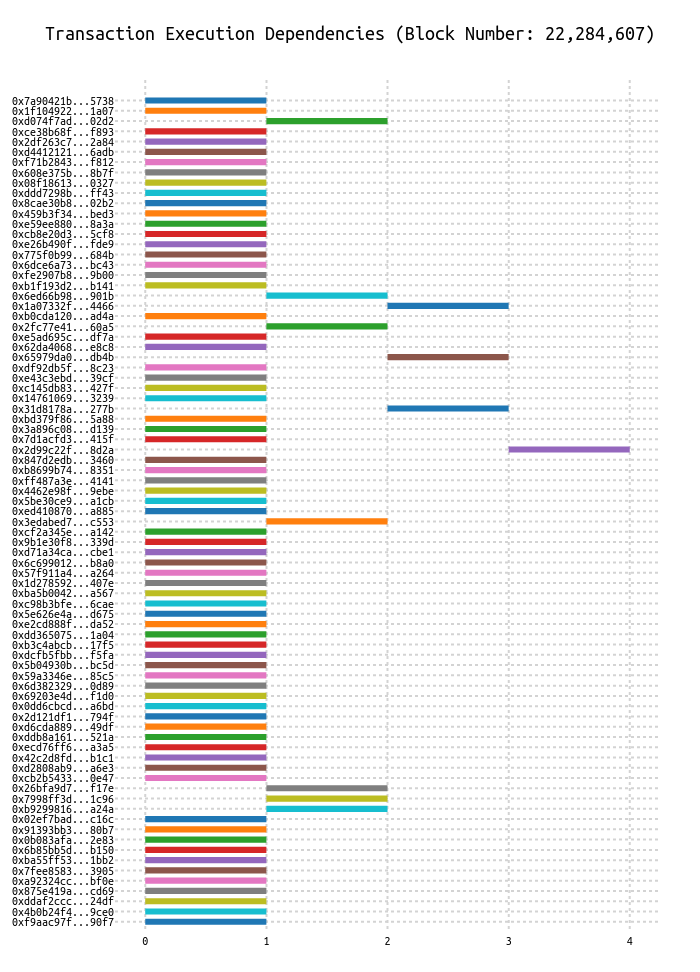 Transaction Execution Dependencies (Block Number: 22,284,607)
0x7a90421b...5738
0x1f104922...1a07
0xd074f7ad...02d2
0xce38b68f...f893
0x2df263c7...2a84
0xd4412121...6adb
0xf71b2843...f812
0x608e375b...8b7f
0x08f18613...0327
0xddd7298b...ff43
0x8cae30b8...02b2
0x459b3f34...bed3
0xe59ee880...8a3a
0xcb8e20d3...5cf8
0xe26b490f...fde9
0x775f0b99...684b
0x6dce6a73...bc43
0xfe2907b8...9b00
0xb1f193d2...b141
0x6ed66b98...901b
0x1a07332f...4466
0xb0cda120...ad4a
0x2fc77e41...60a5
0xe5ad695c...df7a
0x62da4068...e8c8
0x65979da0...db4b
0xdf92db5f...8c23
0xe43c3ebd...39cf
0xc145db83...427f
0x14761069...3239
0x31d8178a...277b
0xbd379f86...5a88
0x3a896c08...d139
0x7d1acfd3...415f
0x2d99c22f...8d2a
0x847d2edb...3460
0xb8699b74...8351
0xff487a3e...4141
0x4462e98f...9ebe
0x5be30ce9...a1cb
0xed410870...a885
0x3edabed7...c553
0xcf2a345e...a142
0x9b1e30f8...339d
0xd71a34ca...cbe1
0x6c699012...b8a0
0x57f911a4...a264
0x1d278592...407e
0xba5b0042...a567
0xc98b3bfe...6cae
0x5e626e4a...d675
0xe2cd888f...da52
0xdd365075...1a04
0xb3c4abcb...17f5
0xdcfb5fbb...f5fa
0x5b04930b...bc5d
0x59a3346e...85c5
0x6d382329...0d89
0x69203e4d...f1d0
0x0dd6cbcd...a6bd
0x2d121df1...794f
0xd6cda889...49df
0xddb8a161...521a
0xecd76ff6...a3a5
0x42c2d8fd...b1c1
0xd2808ab9...a6e3
0xcb2b5433...0e47
0x26bfa9d7...f17e
0x7998ff3d...1c96
0xb9299816...a24a
0x02ef7bad...c16c
0x91393bb3...80b7
0x0b083afa...2e83
0x6b85bb5d...b150
0xba55ff53...1bb2
0x7fee8583...3905
0xa92324cc...bf0e
0x875e419a...cd69
0xddaf2ccc...24df
0x4b0b24f4...9ce0
0xf9aac97f...90f7
0 1 2 3 4